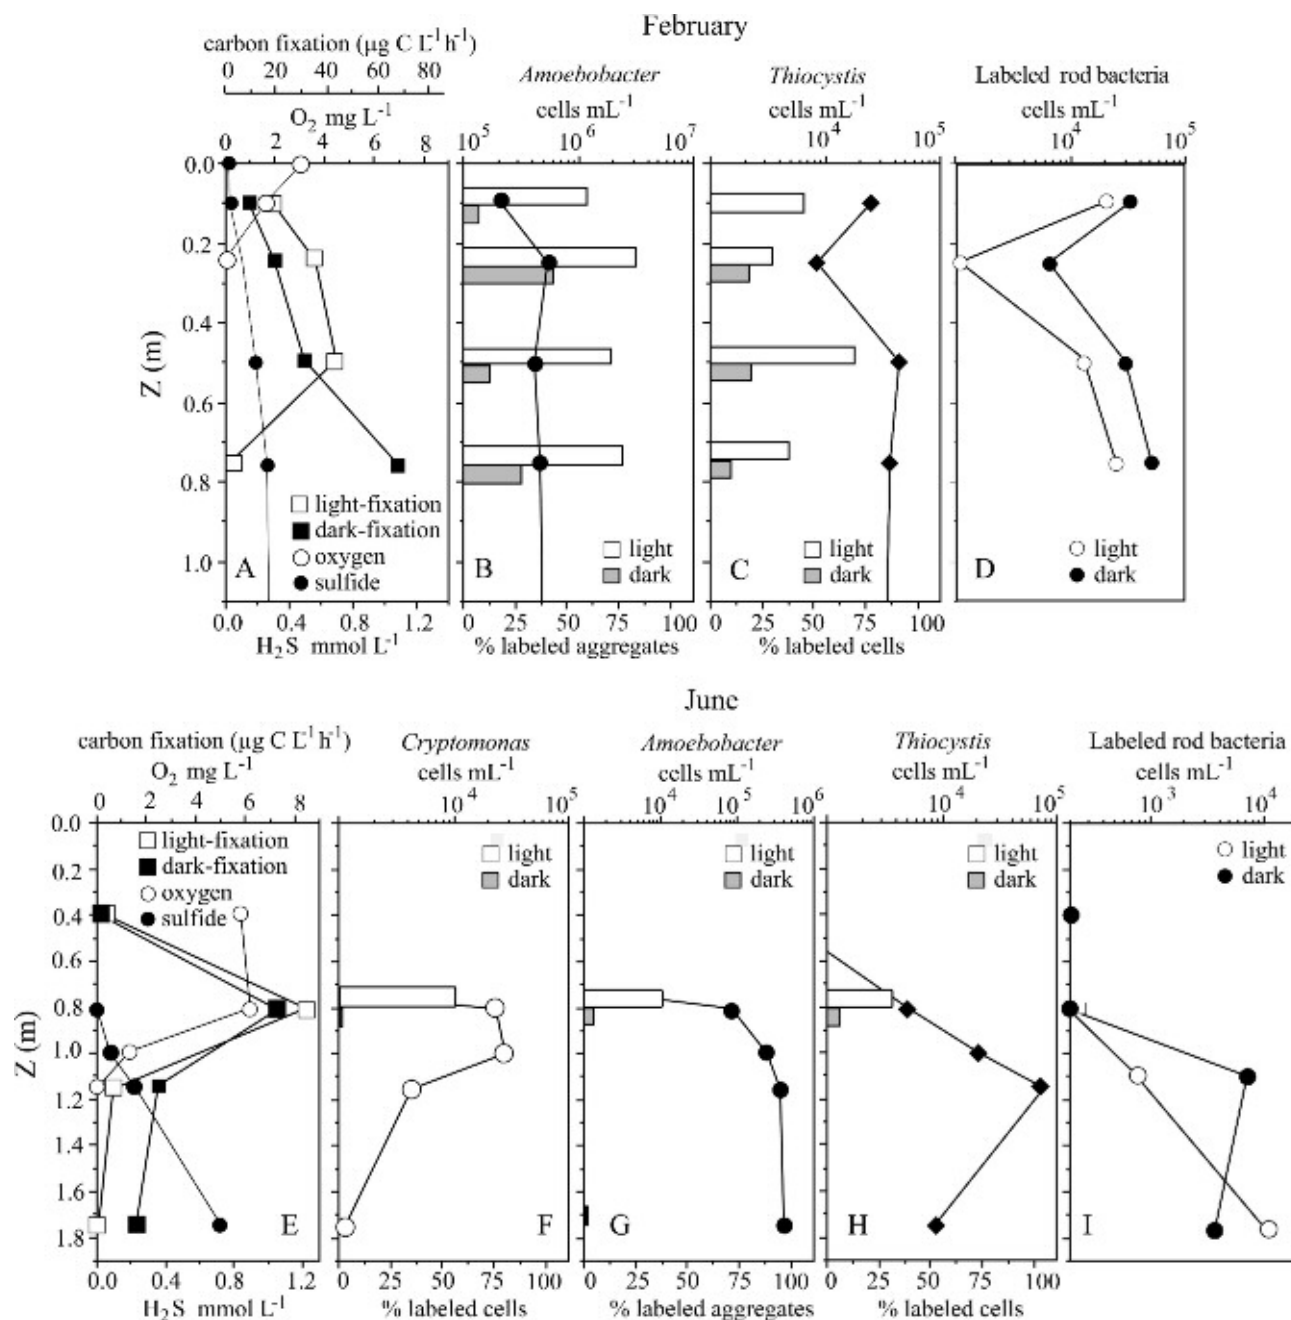 February
carbon fixation (µg C L⁻¹ h⁻¹)
0 20 40 60 80
O₂ mg L⁻¹
0 2 4 6 8
Amoebobacter
cells mL⁻¹
10⁵ 10⁶ 10⁷
Thiocystis
cells mL⁻¹
10⁴ 10⁵
Labeled rod bacteria
cells mL⁻¹
10⁴ 10⁵
Z (m)
0.0
0.2
0.4
0.6
0.8
1.0
light-fixation
dark-fixation
oxygen
sulfide
A
light
dark
B
light
dark
C
light
dark
D
0.0 0.4 0.8 1.2
H₂S mmol L⁻¹
0 25 50 75 100
% labeled aggregates
0 25 50 75 100
% labeled cells
June
carbon fixation (µg C L⁻¹ h⁻¹)
O₂ mg L⁻¹
0 2 4 6 8
Cryptomonas
cells mL⁻¹
10⁴ 10⁵
Amoebobacter
cells mL⁻¹
10⁴ 10⁵ 10⁶
Thiocystis
cells mL⁻¹
10⁴ 10⁵
Labeled rod bacteria
cells mL⁻¹
10³ 10⁴
Z (m)
0.0
0.2
0.4
0.6
0.8
1.0
1.2
1.4
1.6
1.8
light-fixation
dark-fixation
oxygen
sulfide
E
light
dark
F
light
dark
G
light
dark
H
light
dark
I
0.0 0.4 0.8 1.2
H₂S mmol L⁻¹
0 25 50 75 100
% labeled cells
0 25 50 75 100
% labeled aggregates
0 25 50 75 100
% labeled cells